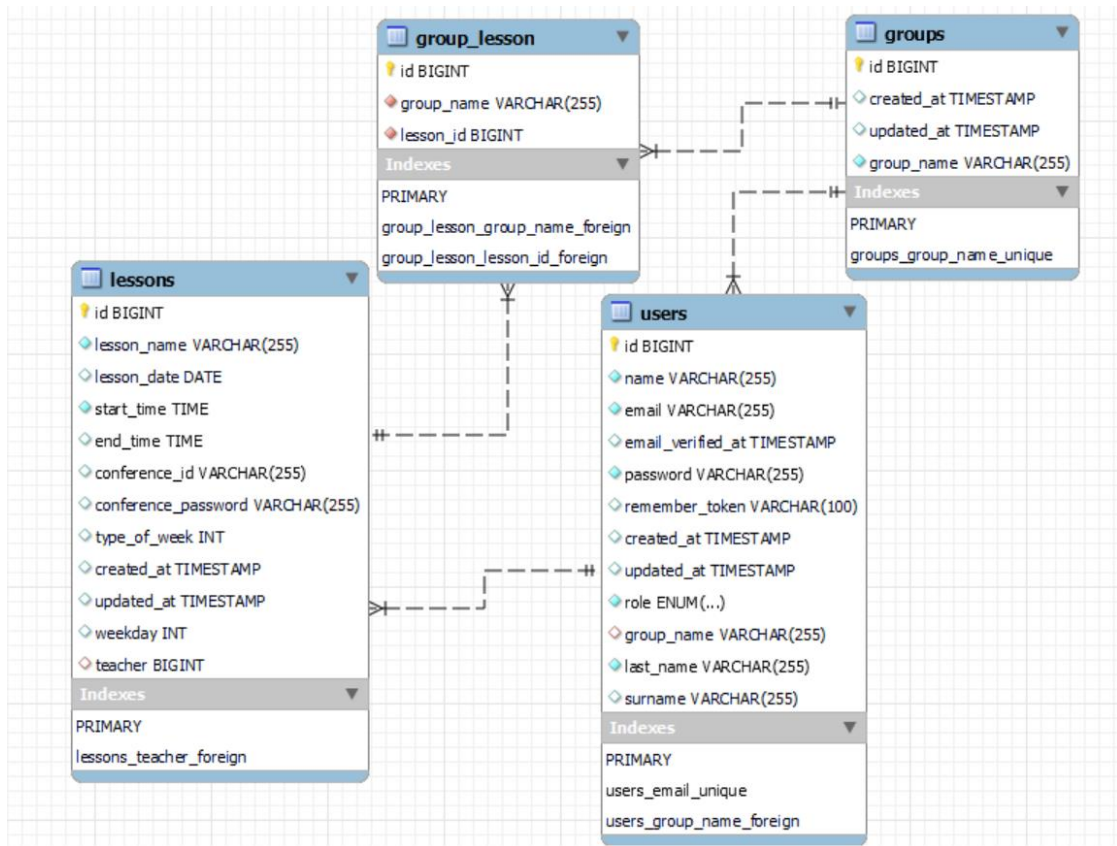 group_lesson
id BIGINT
group_name VARCHAR(255)
lesson_id BIGINT
Indexes
PRIMARY
group_lesson_group_name_foreign
group_lesson_lesson_id_foreign
groups
id BIGINT
created_at TIMESTAMP
updated_at TIMESTAMP
group_name VARCHAR(255)
Indexes
PRIMARY
groups_group_name_unique
lessons
id BIGINT
lesson_name VARCHAR(255)
lesson_date DATE
start_time TIME
end_time TIME
conference_id VARCHAR(255)
conference_password VARCHAR(255)
type_of_week INT
created_at TIMESTAMP
updated_at TIMESTAMP
weekday INT
teacher BIGINT
Indexes
PRIMARY
lessons_teacher_foreign
users
id BIGINT
name VARCHAR(255)
email VARCHAR(255)
email_verified_at TIMESTAMP
password VARCHAR(255)
remember_token VARCHAR(100)
created_at TIMESTAMP
updated_at TIMESTAMP
role ENUM(...)
group_name VARCHAR(255)
last_name VARCHAR(255)
surname VARCHAR(255)
Indexes
PRIMARY
users_email_unique
users_group_name_foreign